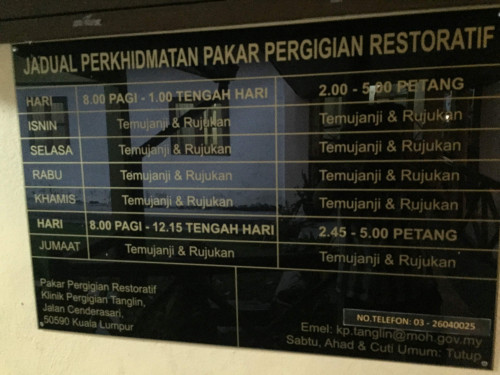 JADUAL PERKHIDMATAN PAKAR PERGIGIAN RESTORATIF
HARI 8.00 PAGI - 1.00 TENGAH HARI 2.00 - 5.00 PETANG
ISNIN Temujanji & Rujukan Temujanji & Rujukan
SELASA Temujanji & Rujukan Temujanji & Rujukan
RABU Temujanji & Rujukan Temujanji & Rujukan
KHAMIS Temujanji & Rujukan Temujanji & Rujukan
HARI 8.00 PAGI - 12.15 TENGAH HARI 2.45 - 5.00 PETANG
JUMAAT Temujanji & Rujukan Temujanji & Rujukan
Pakar Pergigian Restoratif
Klinik Pergigian Tanglin,
Jalan Cenderasari,
50590 Kuala Lumpur
NO.TELEFON: 03 - 26040025
Emel: kp.tanglin@moh.gov.my
Sabtu, Ahad & Cuti Umum: Tutup